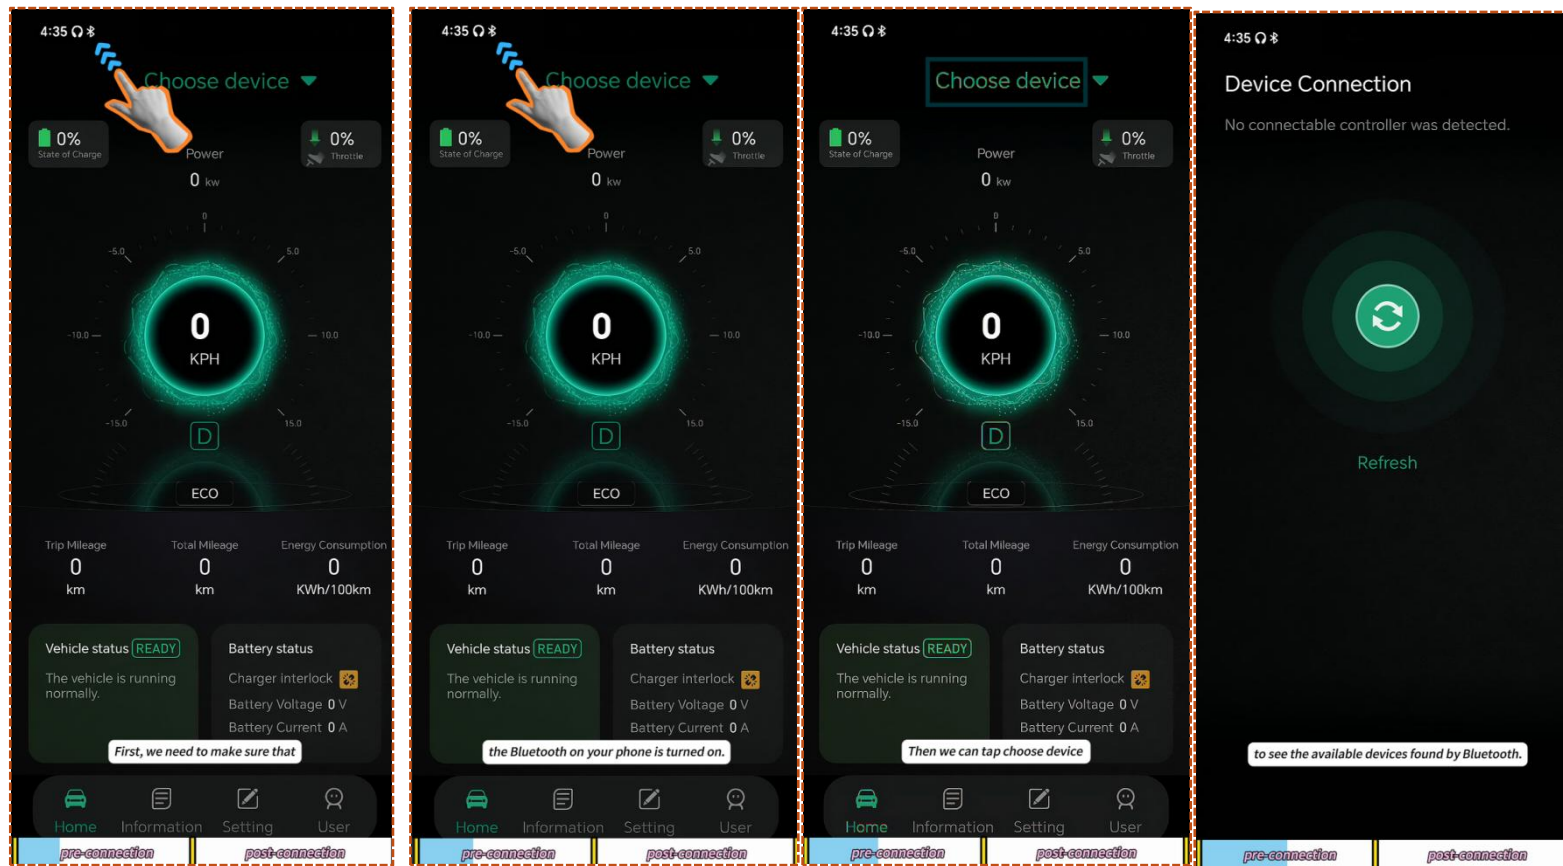 4:35
Choose device
0%
State of Charge
0%
Throttle
Power
0 kw
0
-5.0
5.0
-10.0
10.0
0
KPH
-15.0
15.0
D
ECO
Trip Mileage
0
km
Total Mileage
0
km
Energy Consumption
0
KWh/100km
Vehicle status READY
The vehicle is running
normally.
Battery status
Charger interlock
Battery Voltage 0 V
Battery Current 0 A
First, we need to make sure that
Home
Information
Setting
User
pre-connection
post-connection
4:35
Choose device
0%
State of Charge
0%
Throttle
Power
0 kw
0
-5.0
5.0
-10.0
10.0
0
KPH
-15.0
15.0
D
ECO
Trip Mileage
0
km
Total Mileage
0
km
Energy Consumption
0
KWh/100km
Vehicle status READY
The vehicle is running
normally.
Battery status
Charger interlock
Battery Voltage 0 V
Battery Current 0 A
the Bluetooth on your phone is turned on.
Home
Information
Setting
User
pre-connection
post-connection
4:35
Choose device
0%
State of Charge
0%
Throttle
Power
0 kw
0
-5.0
5.0
-10.0
10.0
0
KPH
-15.0
15.0
D
ECO
Trip Mileage
0
km
Total Mileage
0
km
Energy Consumption
0
KWh/100km
Vehicle status READY
The vehicle is running
normally.
Battery status
Charger interlock
Battery Voltage 0 V
Battery Current 0 A
Then we can tap choose device
Home
Information
Setting
User
pre-connection
post-connection
4:35
Device Connection
No connectable controller was detected.
Refresh
to see the available devices found by Bluetooth.
pre-connection
post-connection